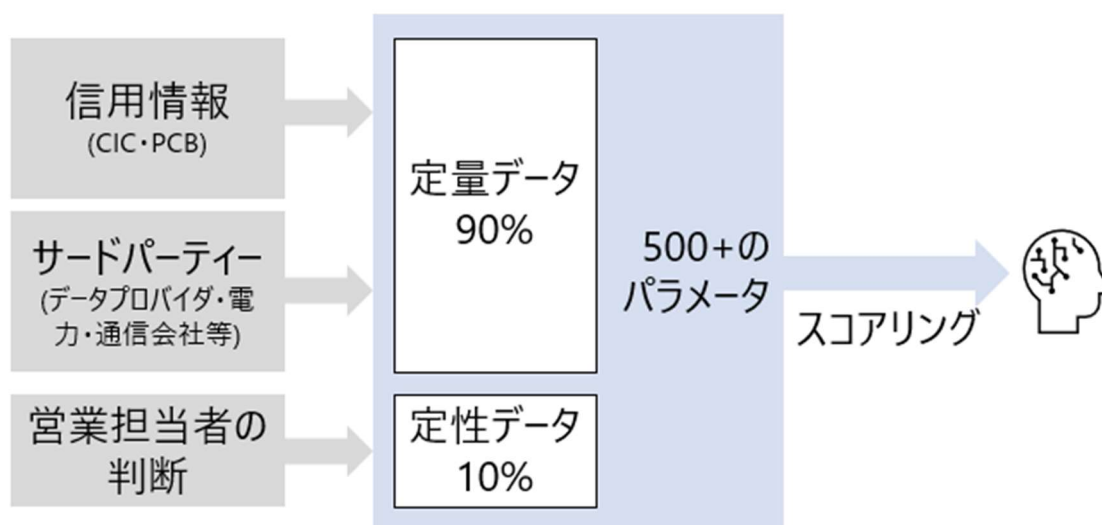 信用情報
(CIC・PCB)
サードパーティー
(データプロバイダ・電
力・通信会社等)
営業担当者の
判断
定量データ
90%
定性データ
10%
500+の
パラメータ
スコアリング